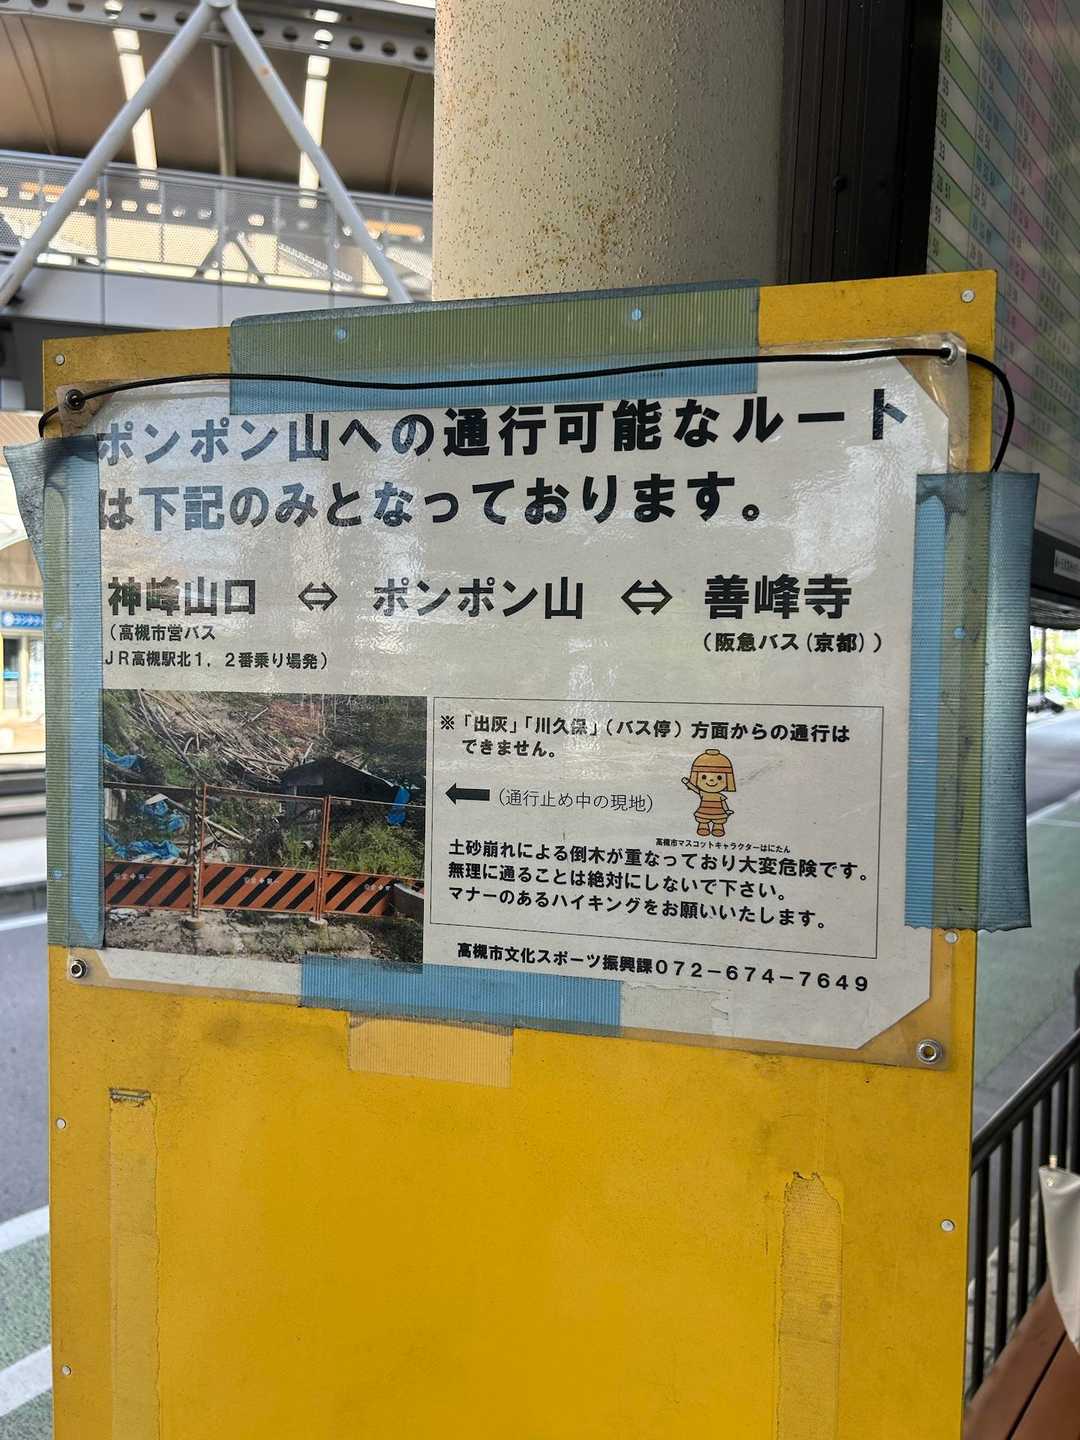 ポンポン山への通行可能なルート
は下記のみとなっております。
神峰山口 ⇔ ポンポン山 ⇔ 善峰寺
（高槻市営バス
ＪＲ高槻駅北１，２番乗り場発）
（阪急バス(京都)）
※「出灰」「川久保」（バス停）方面からの通行は
できません。
←（通行止め中の現地）
高槻市マスコットキャラクターはにたん
土砂崩れによる倒木が重なっており大変危険です。
無理に通ることは絶対にしないで下さい。
マナーのあるハイキングをお願いいたします。
高槻市文化スポーツ振興課０７２－６７４－７６４９